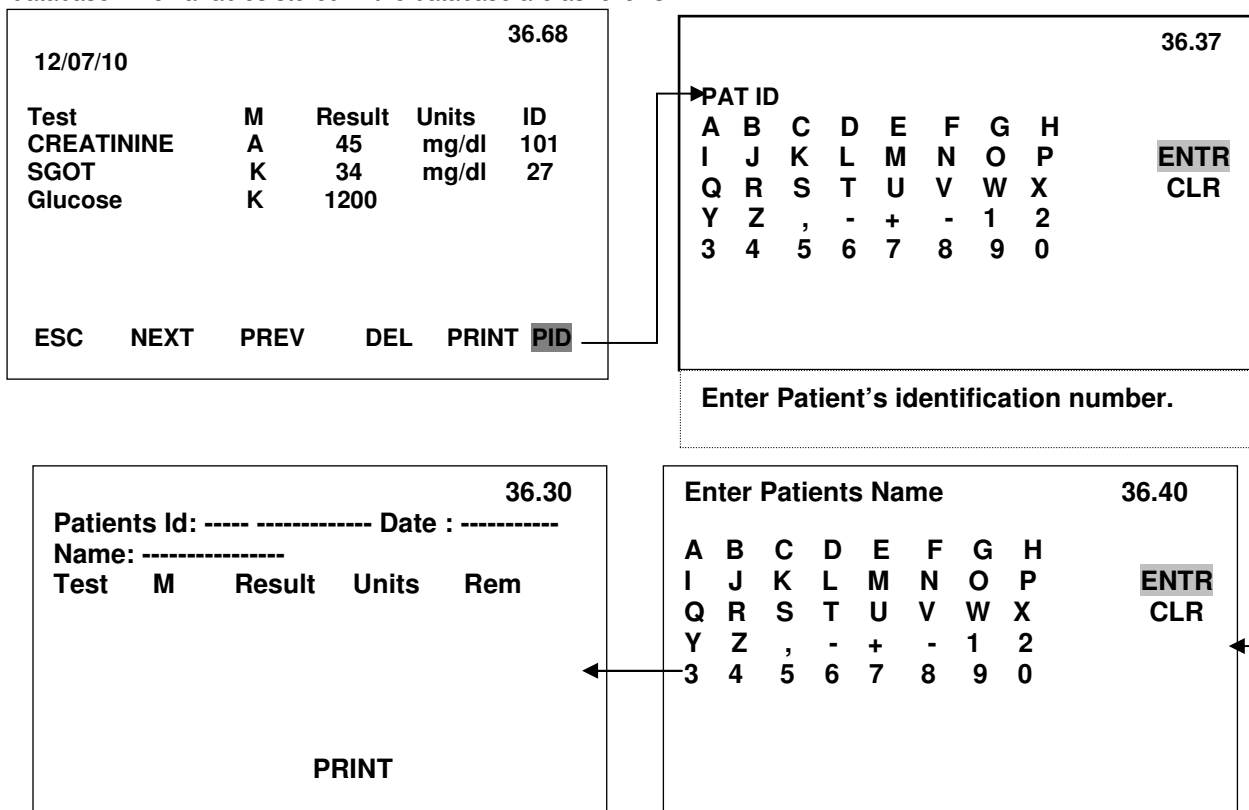 36.68
12/07/10
Test M Result Units ID
CREATININE A 45 mg/dl 101
SGOT K 34 mg/dl 27
Glucose K 1200
ESC NEXT PREV DEL PRINT PID
36.37
PAT ID
A B C D E F G H
I J K L M N O P ENTR
Q R S T U V W X CLR
Y Z , - + - 1 2
3 4 5 6 7 8 9 0
Enter Patient's identification number.
36.30
Patients Id: ----- ------------- Date : -----------
Name: ----------------
Test M Result Units Rem
PRINT
Enter Patients Name 36.40
A B C D E F G H
I J K L M N O P ENTR
Q R S T U V W X CLR
Y Z , - + - 1 2
3 4 5 6 7 8 9 0